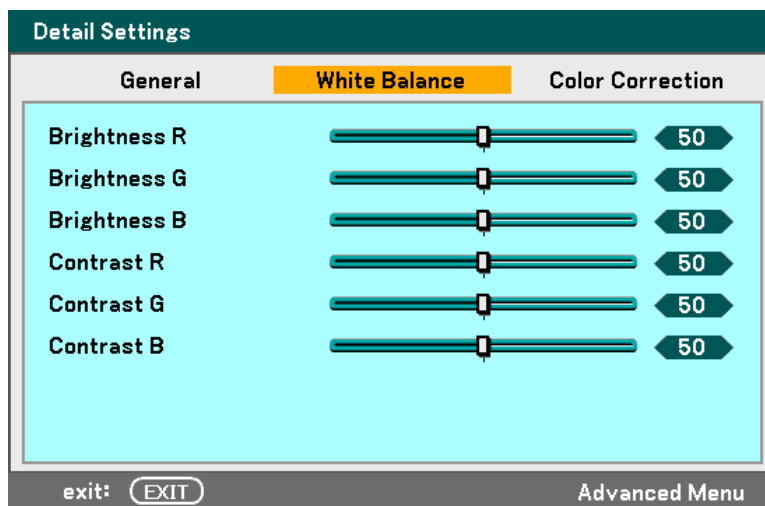 Detail Settings
General White Balance Color Correction
Brightness R 50
Brightness G 50
Brightness B 50
Contrast R 50
Contrast G 50
Contrast B 50
exit: EXIT Advanced Menu